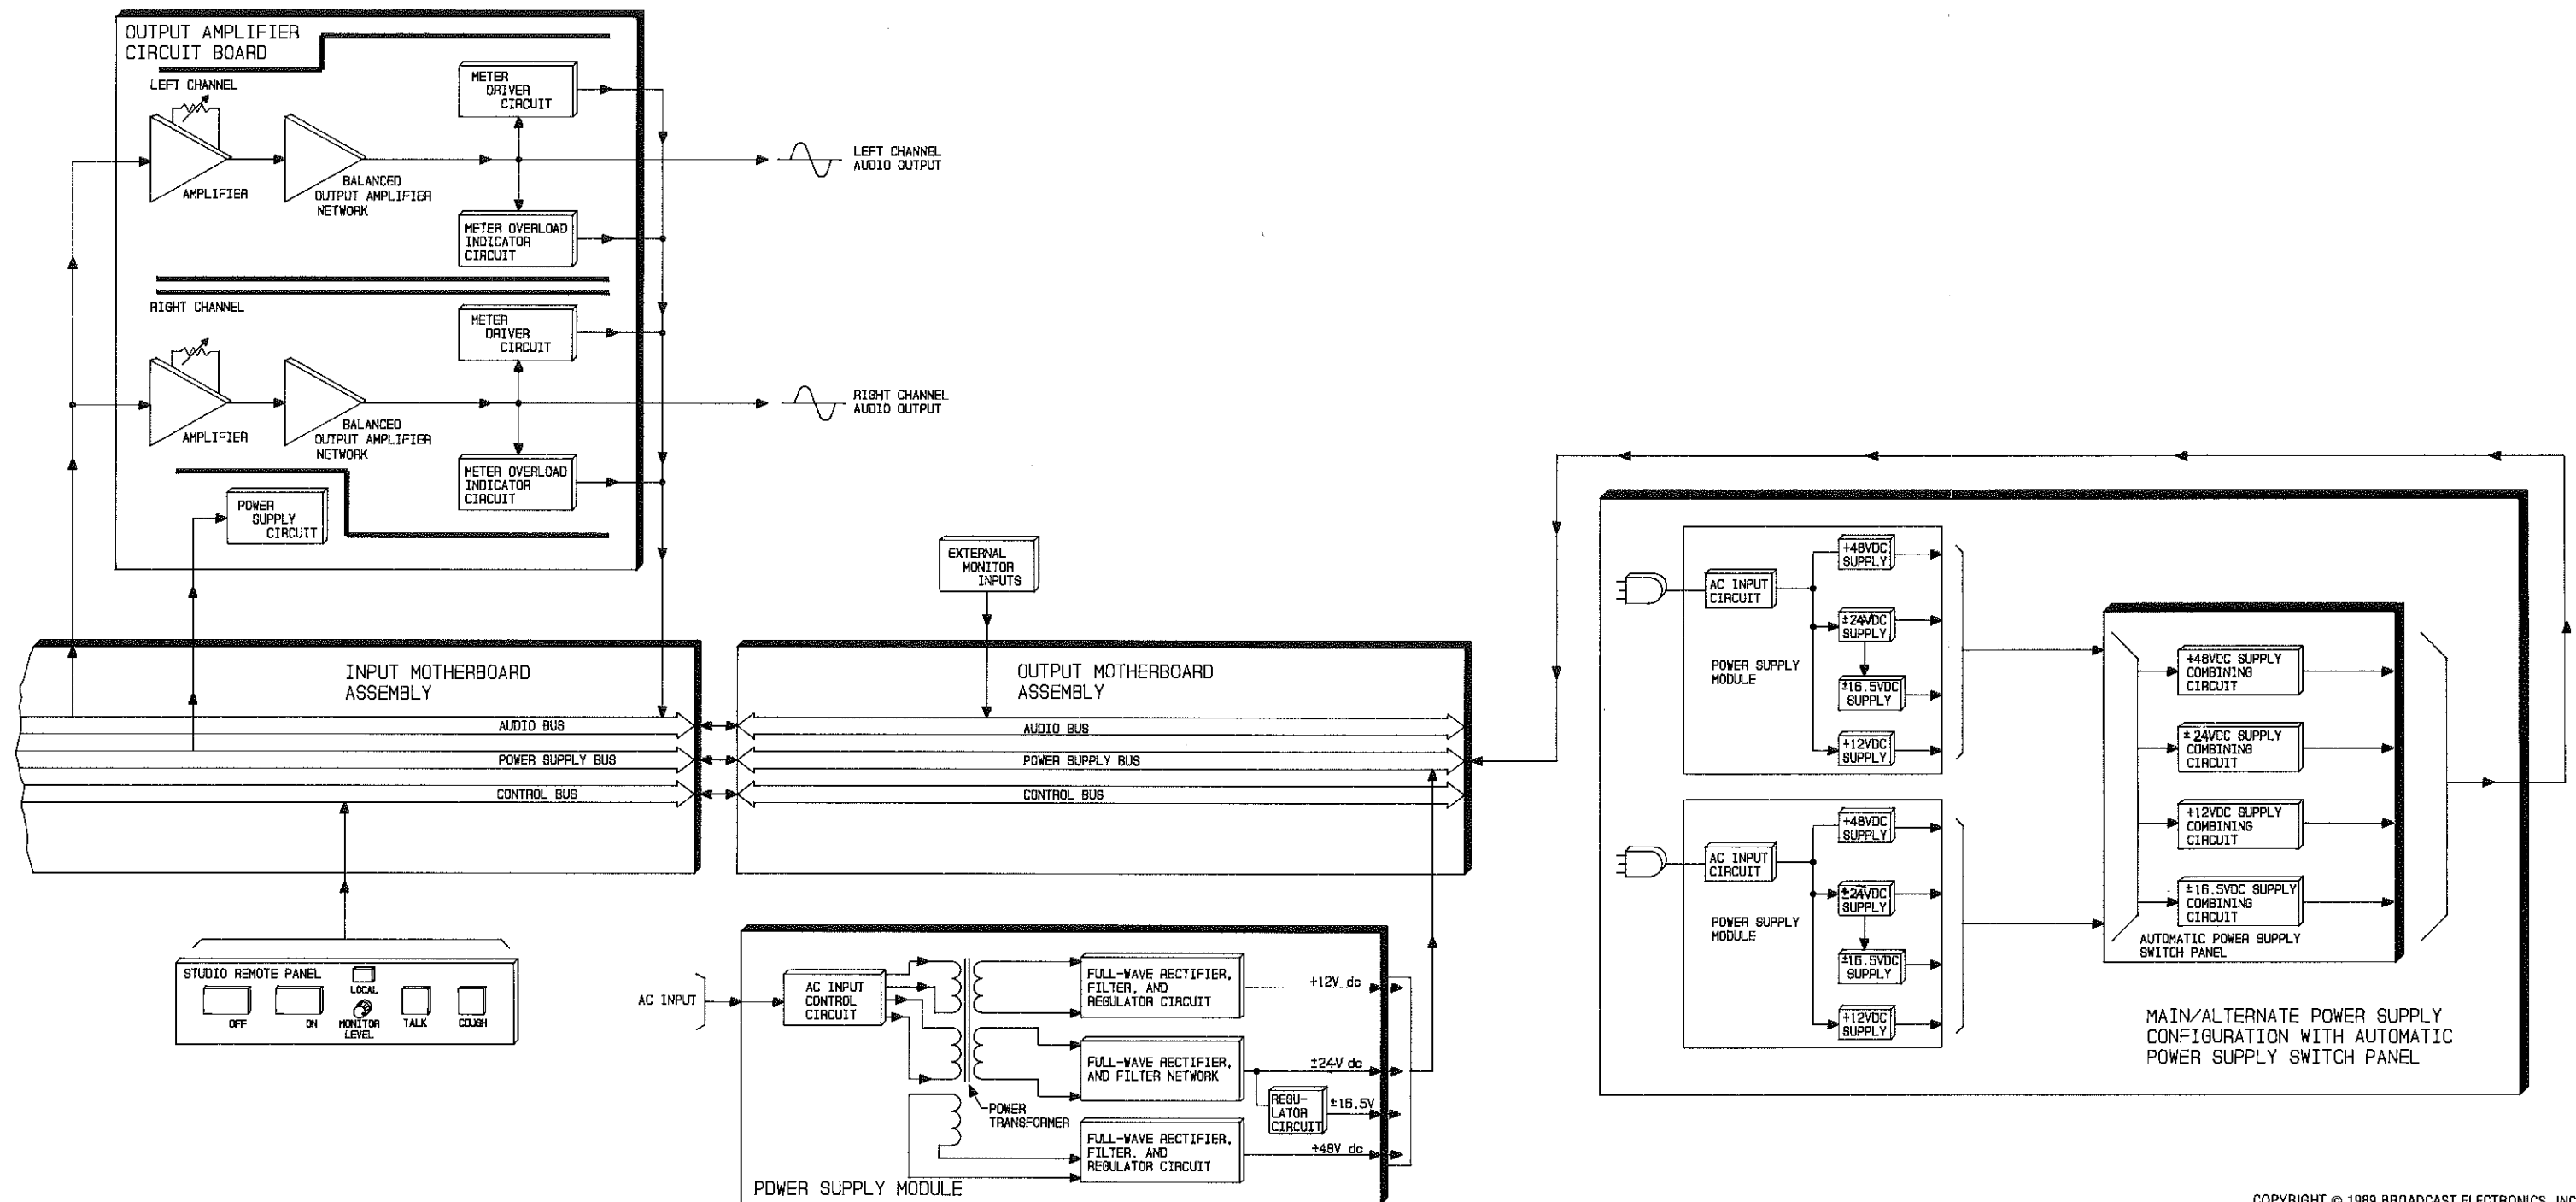 OUTPUT AMPLIFIER
CIRCUIT BOARD
LEFT CHANNEL
AMPLIFIER
BALANCED
OUTPUT AMPLIFIER
NETWORK
METER
DRIVER
CIRCUIT
METER OVERLOAD
INDICATOR
CIRCUIT
LEFT CHANNEL
AUDIO OUTPUT
RIGHT CHANNEL
AMPLIFIER
BALANCED
OUTPUT AMPLIFIER
NETWORK
METER
DRIVER
CIRCUIT
METER OVERLOAD
INDICATOR
CIRCUIT
RIGHT CHANNEL
AUDIO OUTPUT
POWER
SUPPLY
CIRCUIT
EXTERNAL
MONITOR
INPUTS
INPUT MOTHERBOARD
ASSEMBLY
AUDIO BUS
POWER SUPPLY BUS
CONTROL BUS
OUTPUT MOTHERBOARD
ASSEMBLY
AUDIO BUS
POWER SUPPLY BUS
CONTROL BUS
STUDIO REMOTE PANEL
LOCAL
OFF
ON
MONITOR
LEVEL
TALK
COUGH
AC INPUT
AC INPUT
CONTROL
CIRCUIT
POWER
TRANSFORMER
FULL-WAVE RECTIFIER,
FILTER, AND
REGULATOR CIRCUIT
+12V dc
FULL-WAVE RECTIFIER,
AND FILTER NETWORK
±24V dc
REGU-
LATOR
CIRCUIT
±16.5V
FULL-WAVE RECTIFIER,
FILTER, AND
REGULATOR CIRCUIT
+48V dc
POWER SUPPLY MODULE
AC INPUT
CIRCUIT
+48VDC
SUPPLY
±24VDC
SUPPLY
±16.5VDC
SUPPLY
+12VDC
SUPPLY
POWER SUPPLY
MODULE
AC INPUT
CIRCUIT
+48VDC
SUPPLY
±24VDC
SUPPLY
±16.5VDC
SUPPLY
+12VDC
SUPPLY
POWER SUPPLY
MODULE
+48VDC SUPPLY
COMBINING
CIRCUIT
±24VDC SUPPLY
COMBINING
CIRCUIT
+12VDC SUPPLY
COMBINING
CIRCUIT
±16.5VDC SUPPLY
COMBINING
CIRCUIT
AUTOMATIC POWER SUPPLY
SWITCH PANEL
MAIN/ALTERNATE POWER SUPPLY
CONFIGURATION WITH AUTOMATIC
POWER SUPPLY SWITCH PANEL
COPYRIGHT © 1989 BROADCAST ELECTRONICS, INC